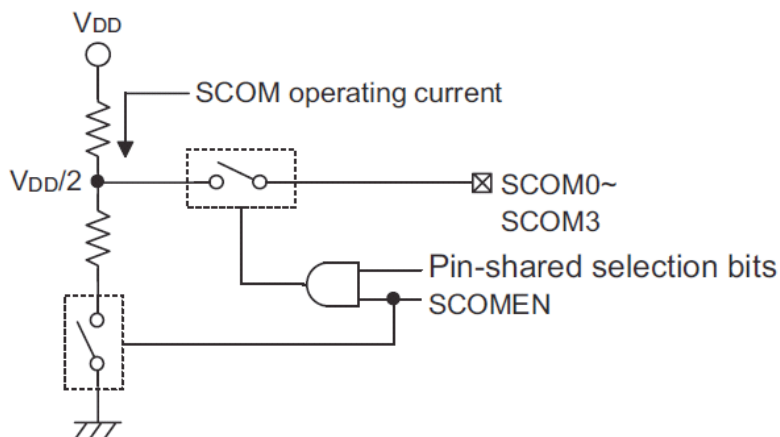 VDD
SCOM operating current
VDD/2
SCOM0~
SCOM3
Pin-shared selection bits
SCOMEN